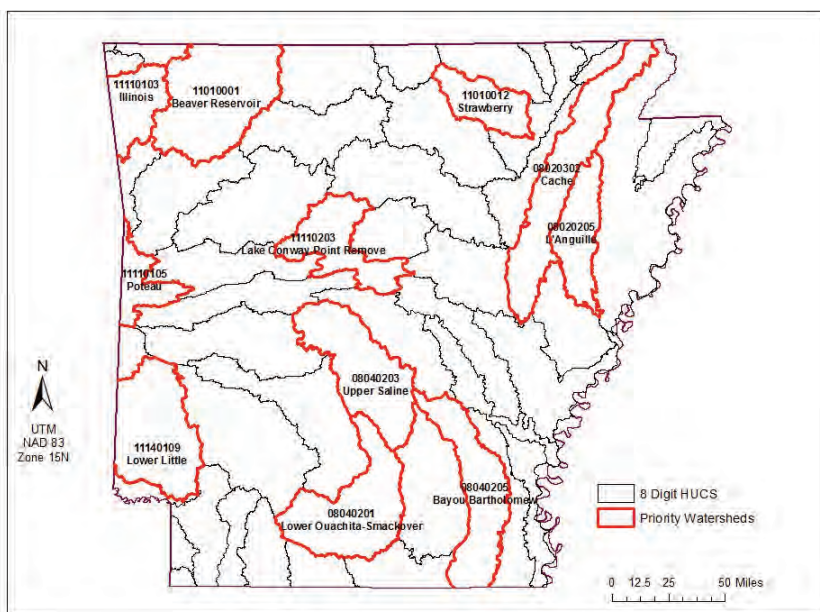 11110103
Illinois
11010001
Beaver Reservoir
11010012
Strawberry
08020302
Cache
08020205
L'Anguille
11110203
Lake Conway Point Remove
11110105
Poteau
N
UTM
NAD 83
Zone 15N
08040203
Upper Saline
11140109
Lower Little
08040205
Bayou Bartholomew
08040201
Lower Ouachita-Smackover
8 Digit HUCS
Priority Watersheds
0 12.5 25 50 Miles